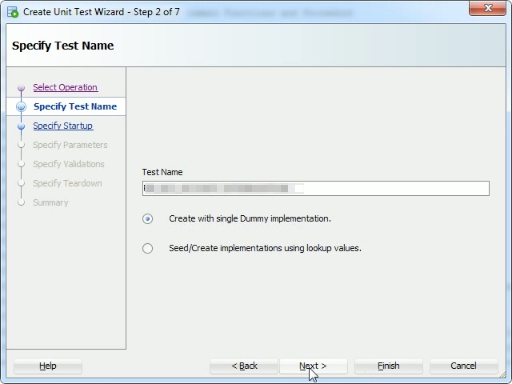 Create Unit Test Wizard - Step 2 of 7
Specify Test Name
Select Operation
Specify Test Name
Specify Startup
Specify Parameters
Specify Validations
Specify Teardown
Summary
Test Name
Create with single Dummy implementation.
Seed/Create implementations using lookup values.
Help
< Back
Next >
Finish
Cancel